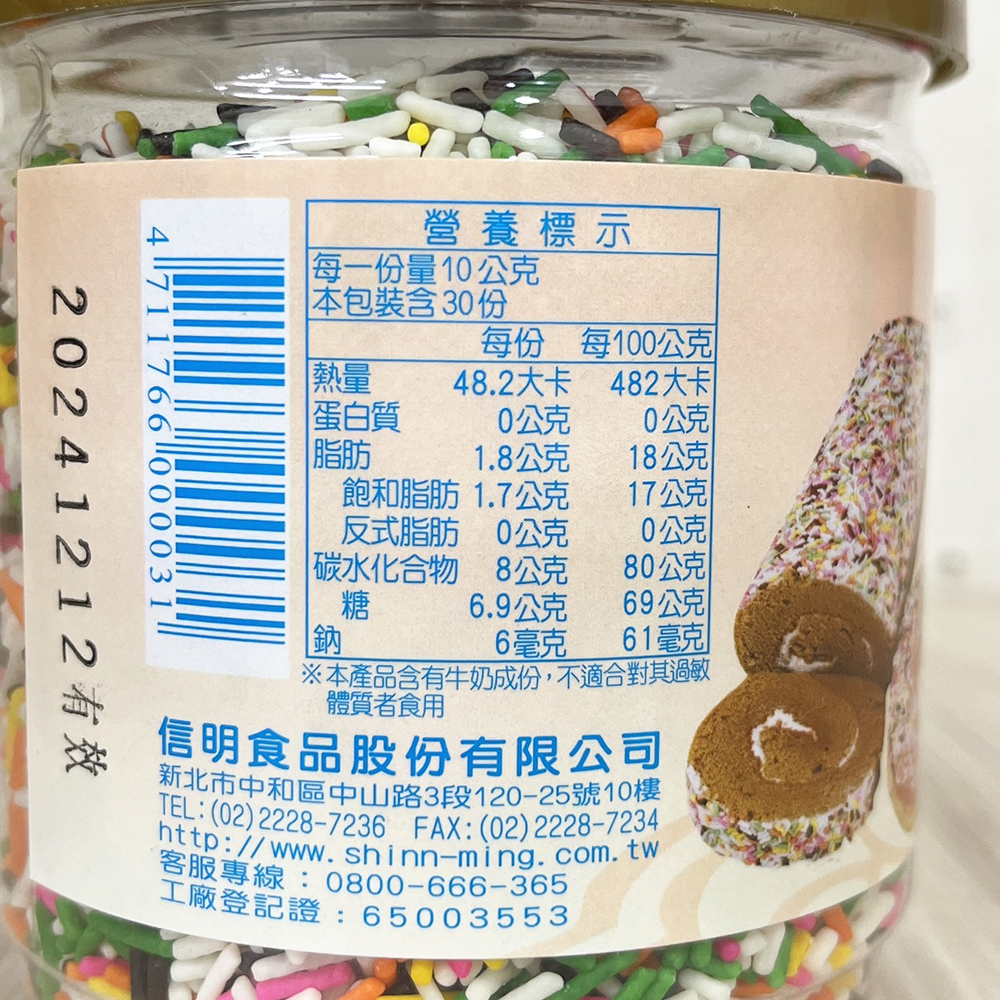 營養標示
每一份量10公克
本包裝含30份
每份 每100公克
熱量 48.2大卡 482大卡
蛋白質 0公克 0公克
脂肪 1.8公克 18公克
飽和脂肪 1.7公克 17公克
反式脂肪 0公克 0公克
碳水化合物 8公克 80公克
糖 6.9公克 69公克
鈉 6毫克 61毫克
※本產品含有牛奶成份,不適合對其過敏
體質者食用
信明食品股份有限公司
新北市中和區中山路3段120-25號10樓
TEL:(02)2228-7236 FAX:(02)2228-7234
http://www.shinn-ming.com.tw
客服專線:0800-666-365
工廠登記證:65003553
4711766000031
20241212有效